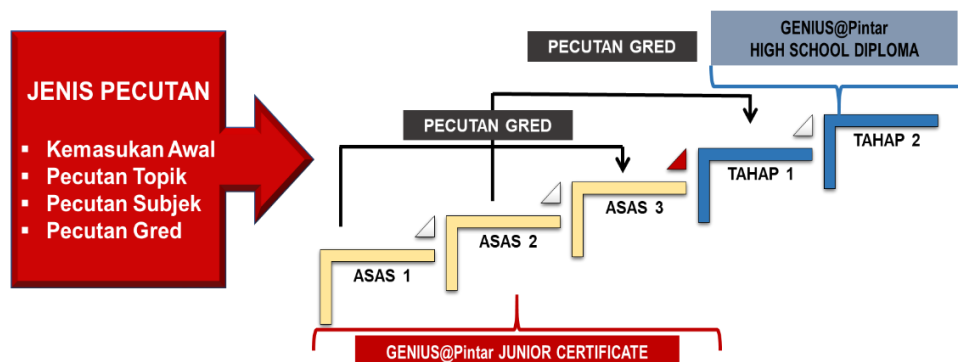 JENIS PECUTAN
▪ Kemasukan Awal
▪ Pecutan Topik
▪ Pecutan Subjek
▪ Pecutan Gred
PECUTAN GRED
GENIUS@Pintar
HIGH SCHOOL DIPLOMA
PECUTAN GRED
ASAS 1
ASAS 2
ASAS 3
TAHAP 1
TAHAP 2
GENIUS@Pintar JUNIOR CERTIFICATE